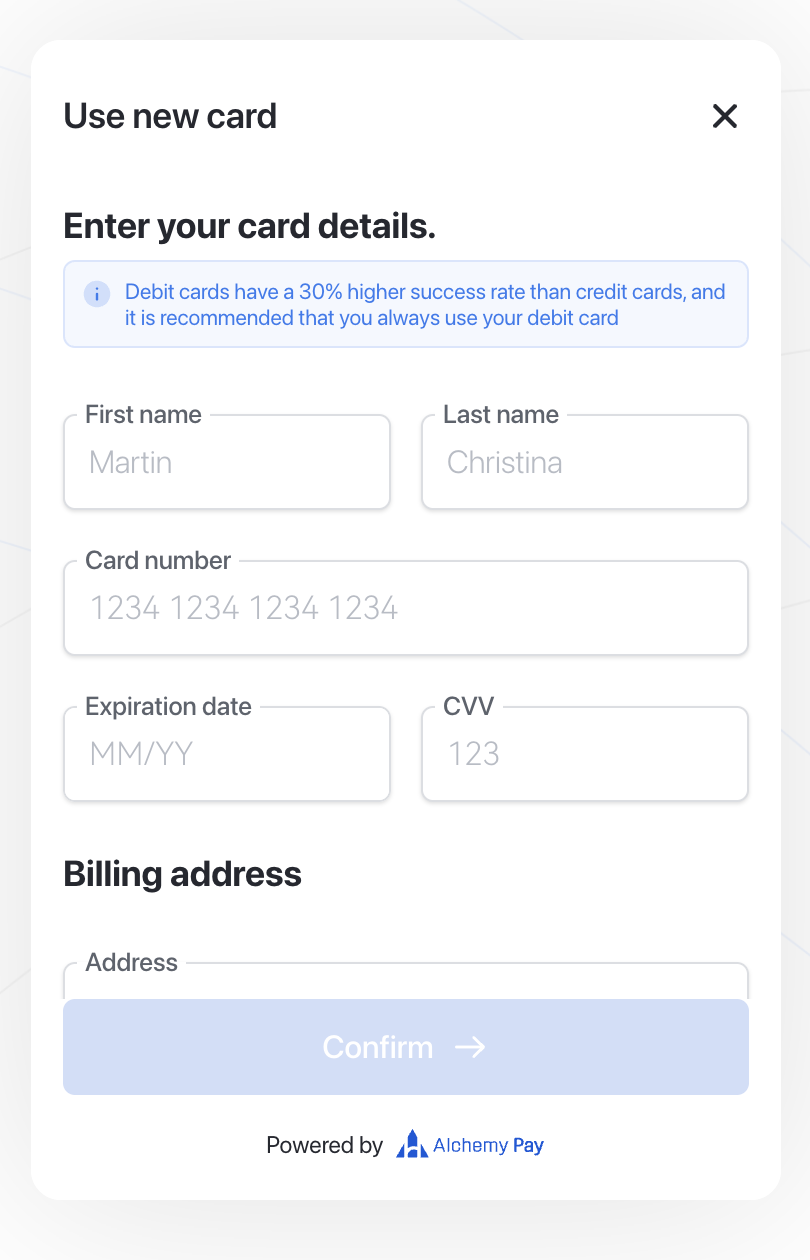 Use new card
Enter your card details.
i
Debit cards have a 30% higher success rate than credit cards, and
it is recommended that you always use your debit card
First name
Last name
Martin
Christina
Card number
1234 1234 1234 1234
Expiration date
CVV
MM/YY
123
Billing address
Address
Confirm →
Powered by Alchemy Pay